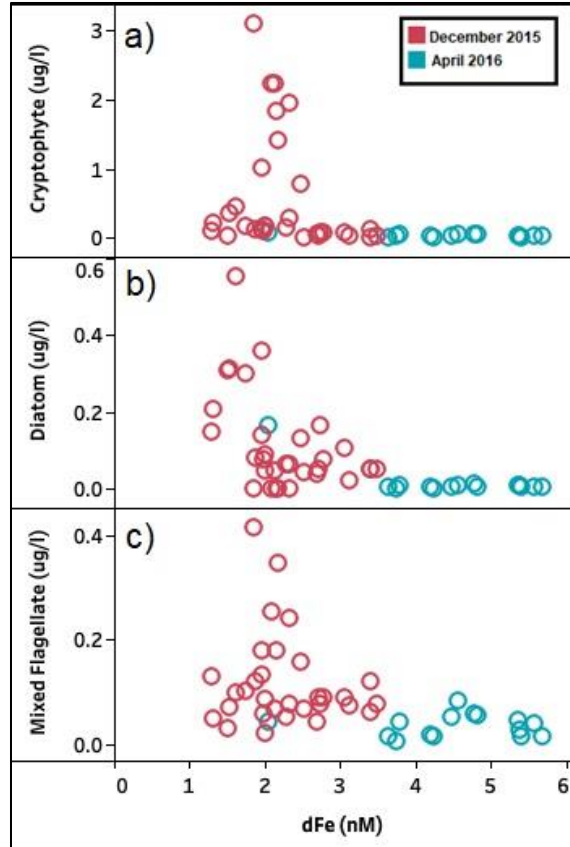 a)
December 2015
April 2016
Cryptophyte (ug/l)
3
2
1
0
b)
Diatom (ug/l)
0.6
0.4
0.2
0.0
c)
Mixed Flagellate (ug/l)
0.4
0.2
0.0
0 1 2 3 4 5 6
dFe (nM)